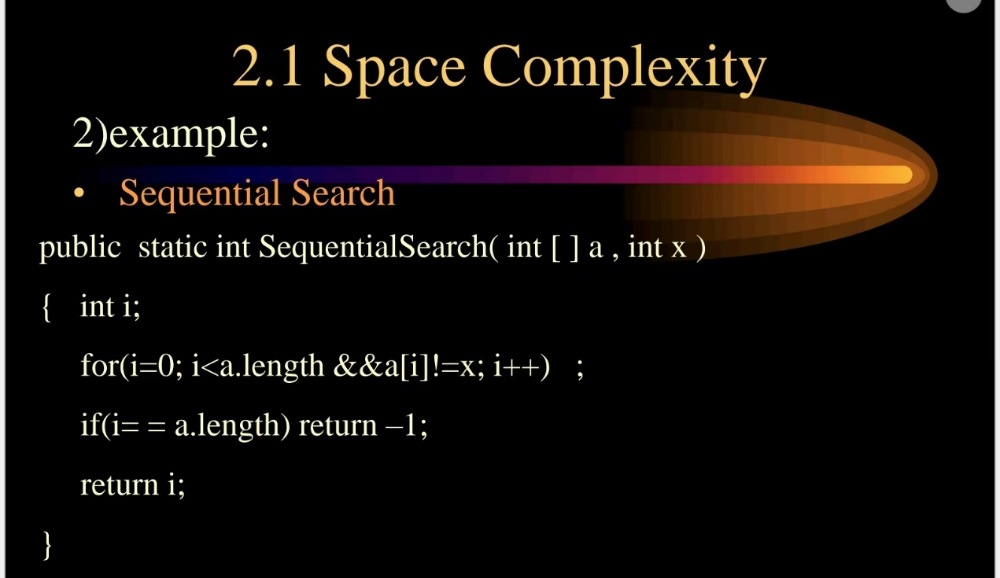 2.1 Space Complexity
2)example:
• Sequential Search
public  static int SequentialSearch( int [ ] a , int x )
{   int i;
for(i=0; i<a.length &&a[i]!=x; i++)   ;
if(i= = a.length) return –1;
return i;
}